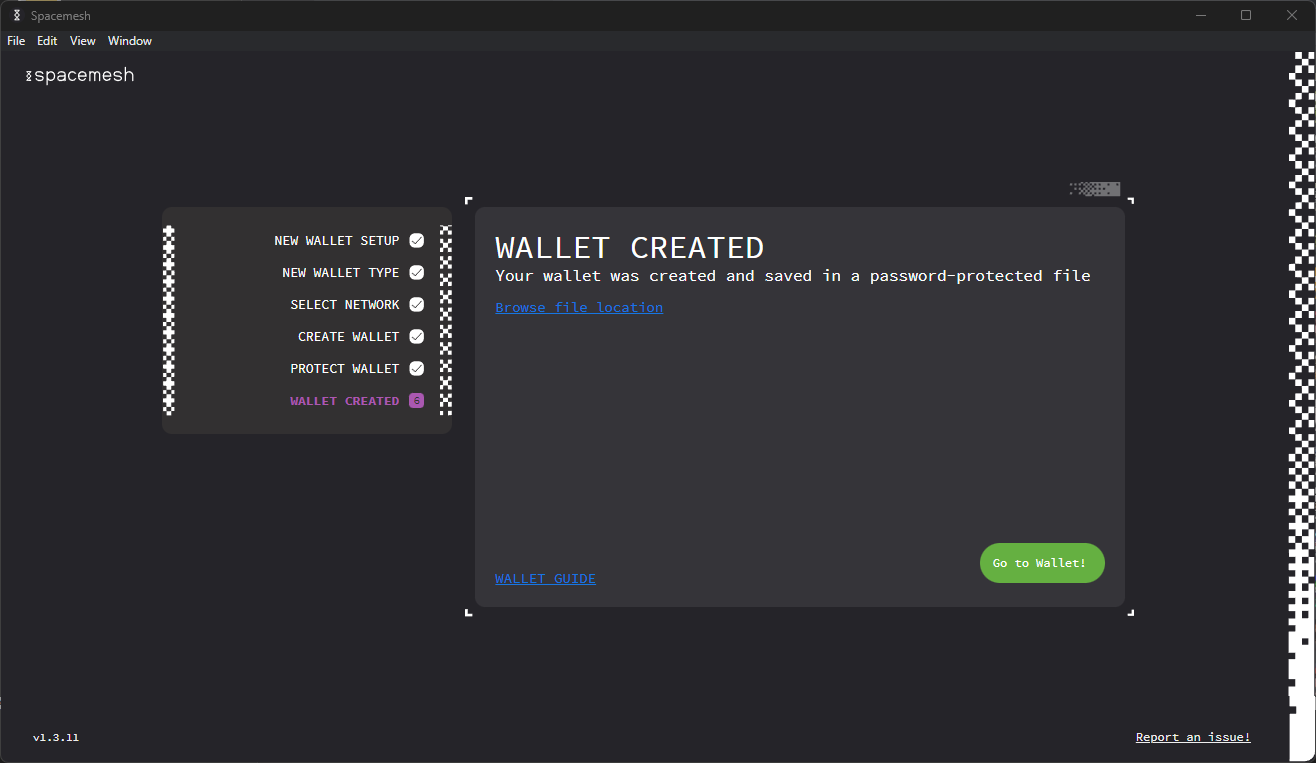 Spacemesh
File Edit View Window
spacemesh
NEW WALLET SETUP
NEW WALLET TYPE
SELECT NETWORK
CREATE WALLET
PROTECT WALLET
WALLET CREATED 6
WALLET CREATED
Your wallet was created and saved in a password-protected file
Browse file location
WALLET GUIDE
Go to Wallet!
v1.3.11
Report an issue!